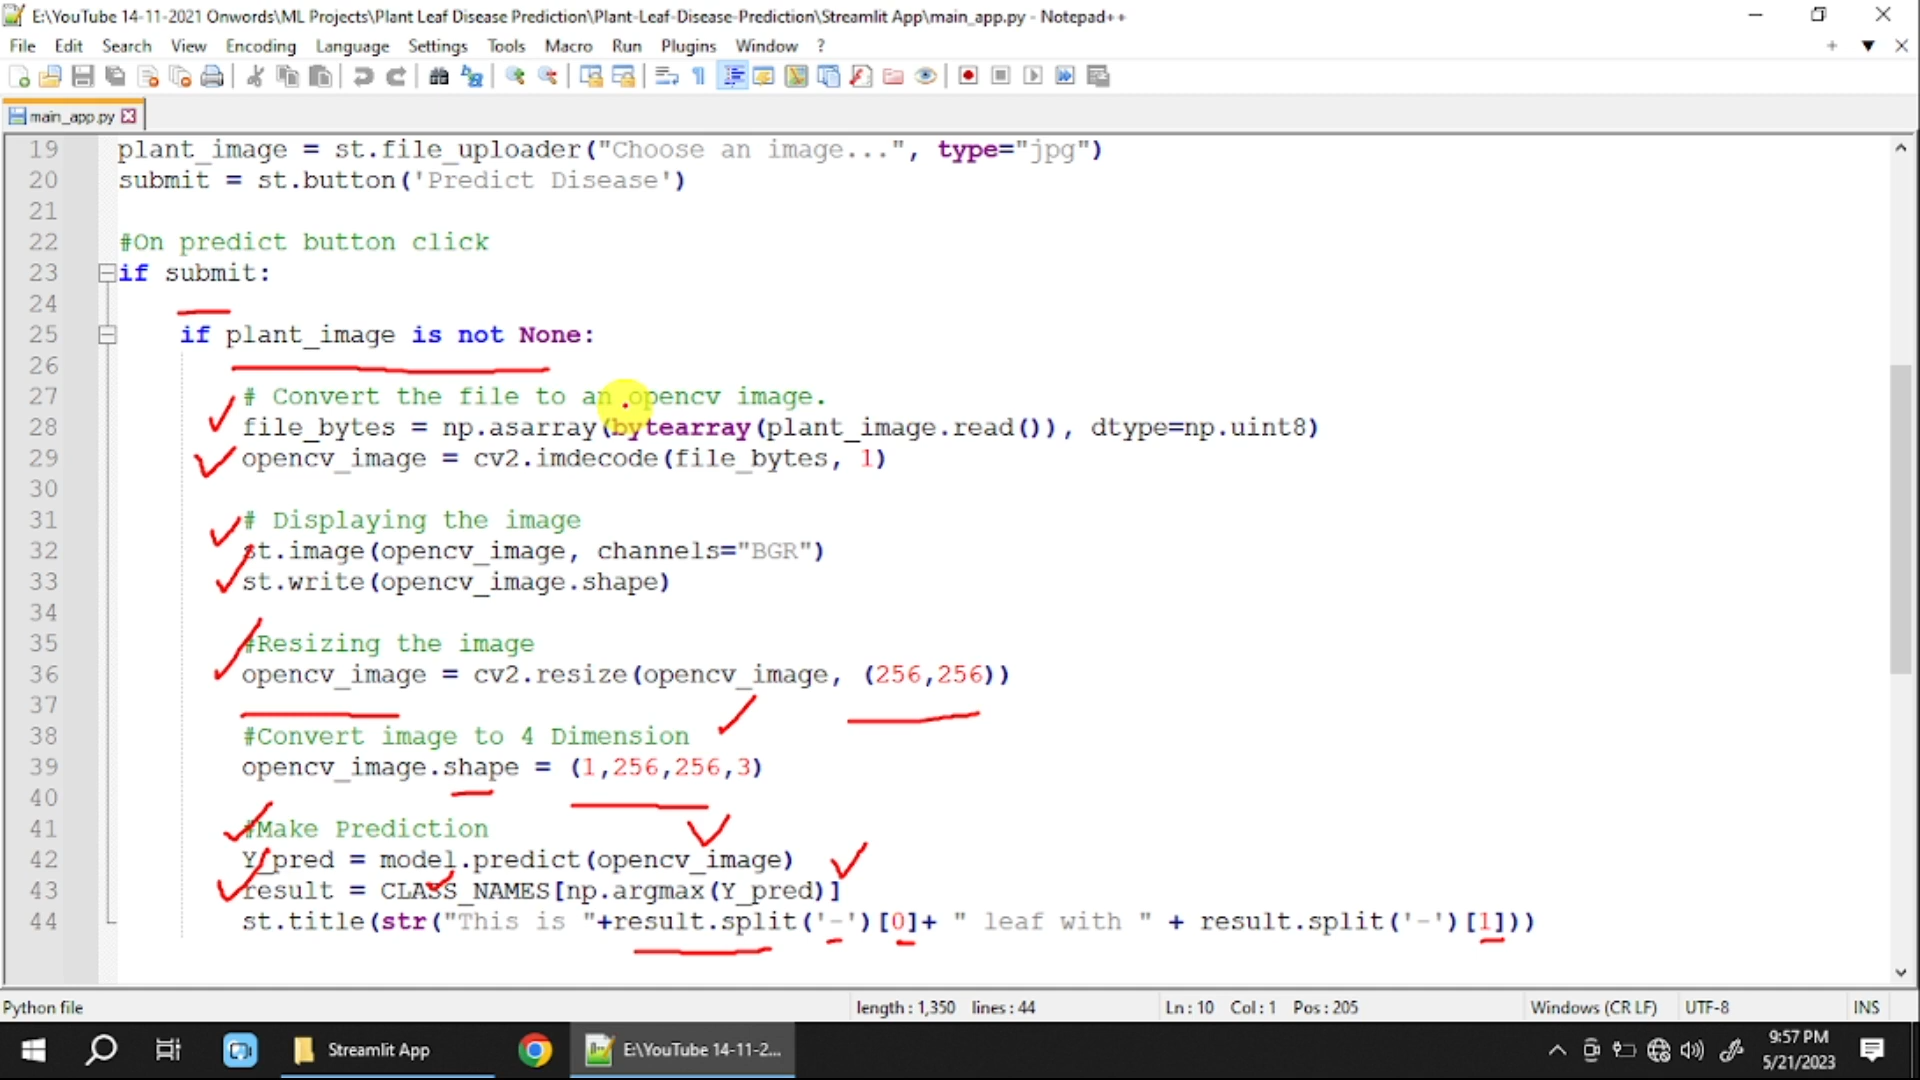 E:\YouTube 14-11-2021 Onwords\ML Projects\Plant Leaf Disease Prediction\Plant-Leaf-Disease-Prediction\Streamlit App\main_app.py - Notepad++
File Edit Search View Encoding Language Settings Tools Macro Run Plugins Window ?
main_app.py
19 plant_image = st.file_uploader("Choose an image...", type="jpg")
20 submit = st.button('Predict Disease')
21
22 #On predict button click
23 if submit:
24
25 if plant_image is not None:
26
27 # Convert the file to an opencv image.
28 file_bytes = np.asarray(bytearray(plant_image.read()), dtype=np.uint8)
29 opencv_image = cv2.imdecode(file_bytes, 1)
30
31 # Displaying the image
32 st.image(opencv_image, channels="BGR")
33 st.write(opencv_image.shape)
34
35 #Resizing the image
36 opencv_image = cv2.resize(opencv_image, (256,256))
37
38 #Convert image to 4 Dimension
39 opencv_image.shape = (1,256,256,3)
40
41 #Make Prediction
42 Y_pred = model.predict(opencv_image)
43 result = CLASS_NAMES[np.argmax(Y_pred)]
44 st.title(str("This is "+result.split('-')[0]+ " leaf with " + result.split('-')[1]))
Python file length : 1,350 lines : 44 Ln : 10 Col : 1 Pos : 205 Windows (CR LF) UTF-8 INS
Streamlit App E:\YouTube 14-11-2... 9:57 PM
5/21/2023